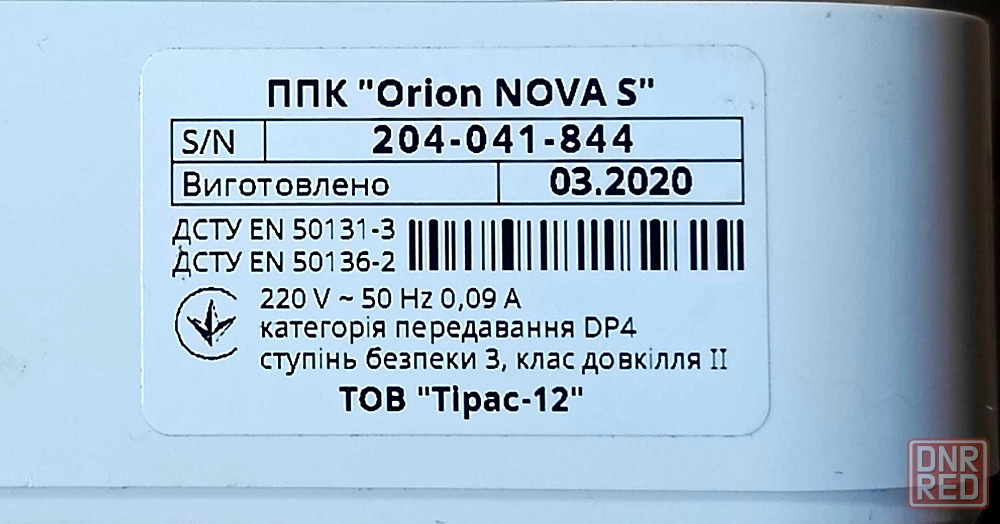 ППК "Orion NOVA S"
S/N 204-041-844
Виготовлено 03.2020
ДСТУ EN 50131-3
ДСТУ EN 50136-2
220 V ~ 50 Hz 0,09 A
категорія передавання DP4
ступінь безпеки 3, клас довкілля II
ТОВ "Тірас-12"
DNR
RED